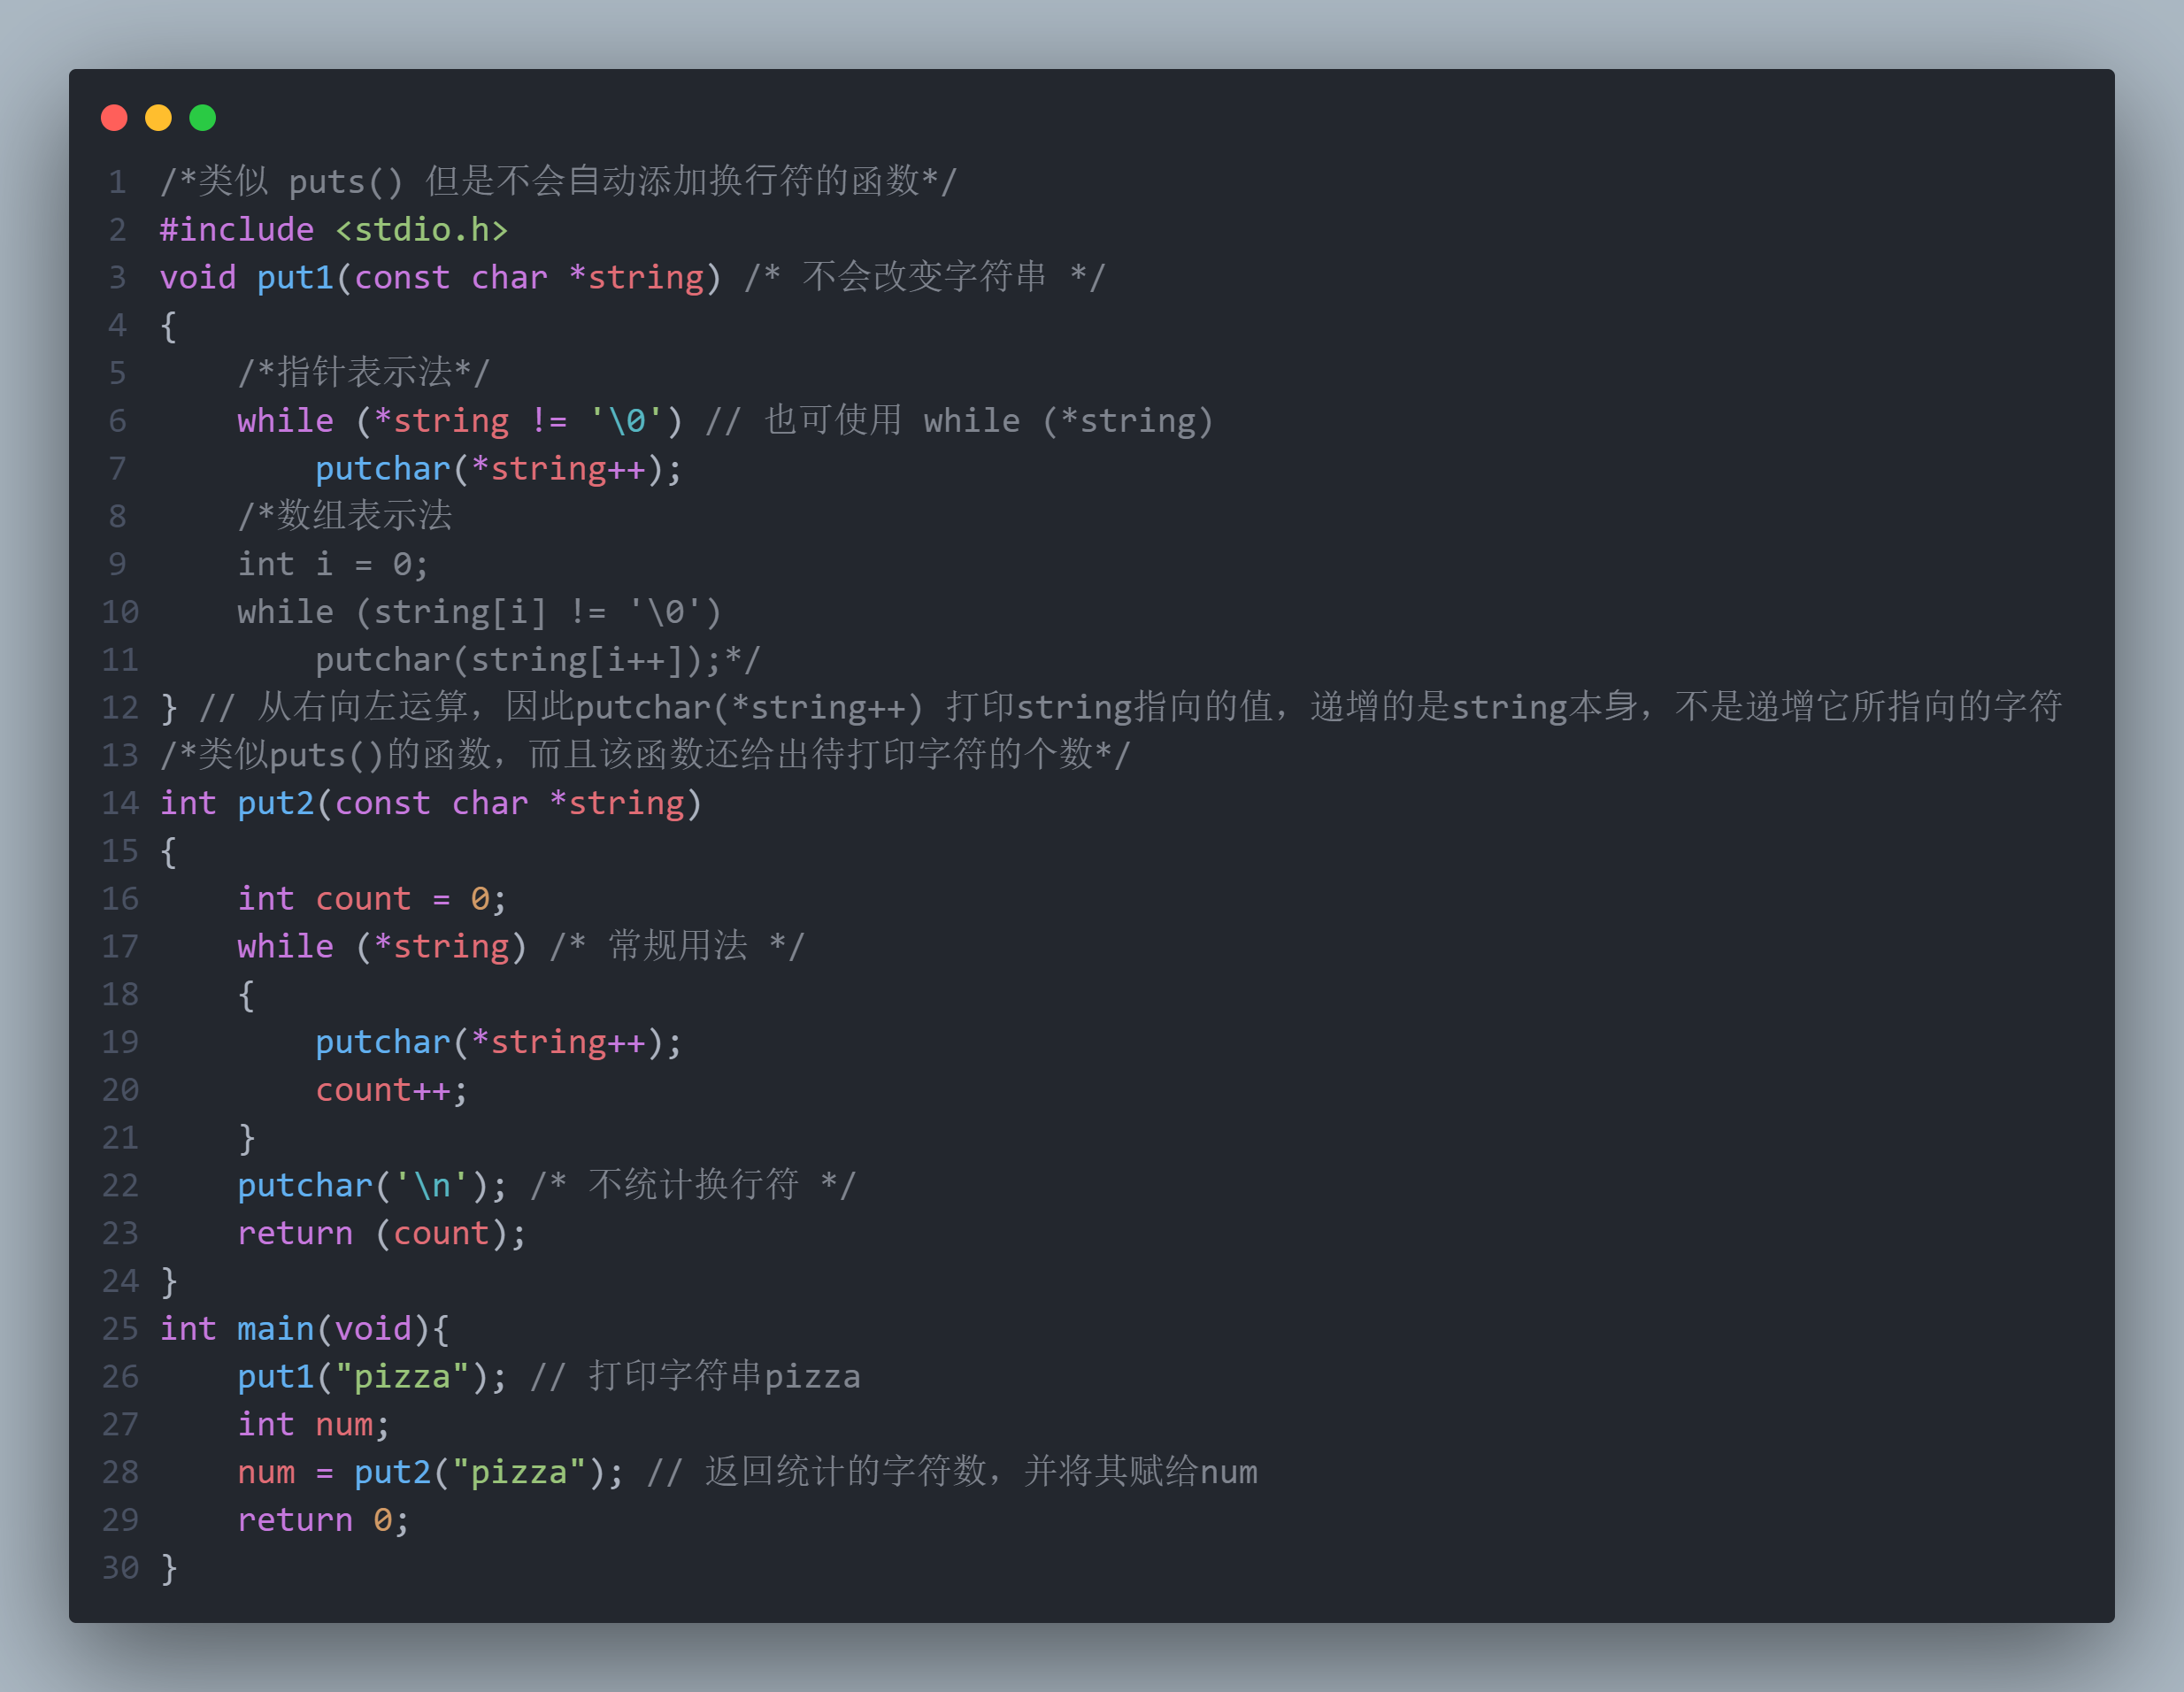 1 /*类似 puts() 但是不会自动添加换行符的函数*/
2 #include <stdio.h>
3 void put1(const char *string) /* 不会改变字符串 */
4 {
5     /*指针表示法*/
6     while (*string != '\0') // 也可使用 while (*string)
7         putchar(*string++);
8     /*数组表示法
9     int i = 0;
10     while (string[i] != '\0')
11         putchar(string[i++]);*/
12 } // 从右向左运算，因此putchar(*string++) 打印string指向的值，递增的是string本身，不是递增它所指向的字符
13 /*类似puts()的函数，而且该函数还给出待打印字符的个数*/
14 int put2(const char *string)
15 {
16     int count = 0;
17     while (*string) /* 常规用法 */
18     {
19         putchar(*string++);
20         count++;
21     }
22     putchar('\n'); /* 不统计换行符 */
23     return (count);
24 }
25 int main(void){
26     put1("pizza"); // 打印字符串pizza
27     int num;
28     num = put2("pizza"); // 返回统计的字符数，并将其赋给num
29     return 0;
30 }